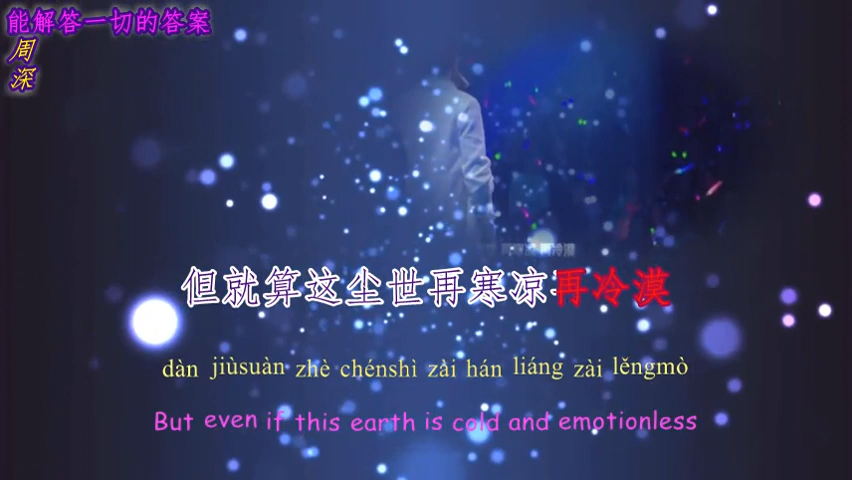 能解答一切的答案
周
深
但就算这尘世再寒凉再冷漠
dàn jiùsuàn zhè chénshì zài hán liáng zài lěngmò
But even if this earth is cold and emotionless